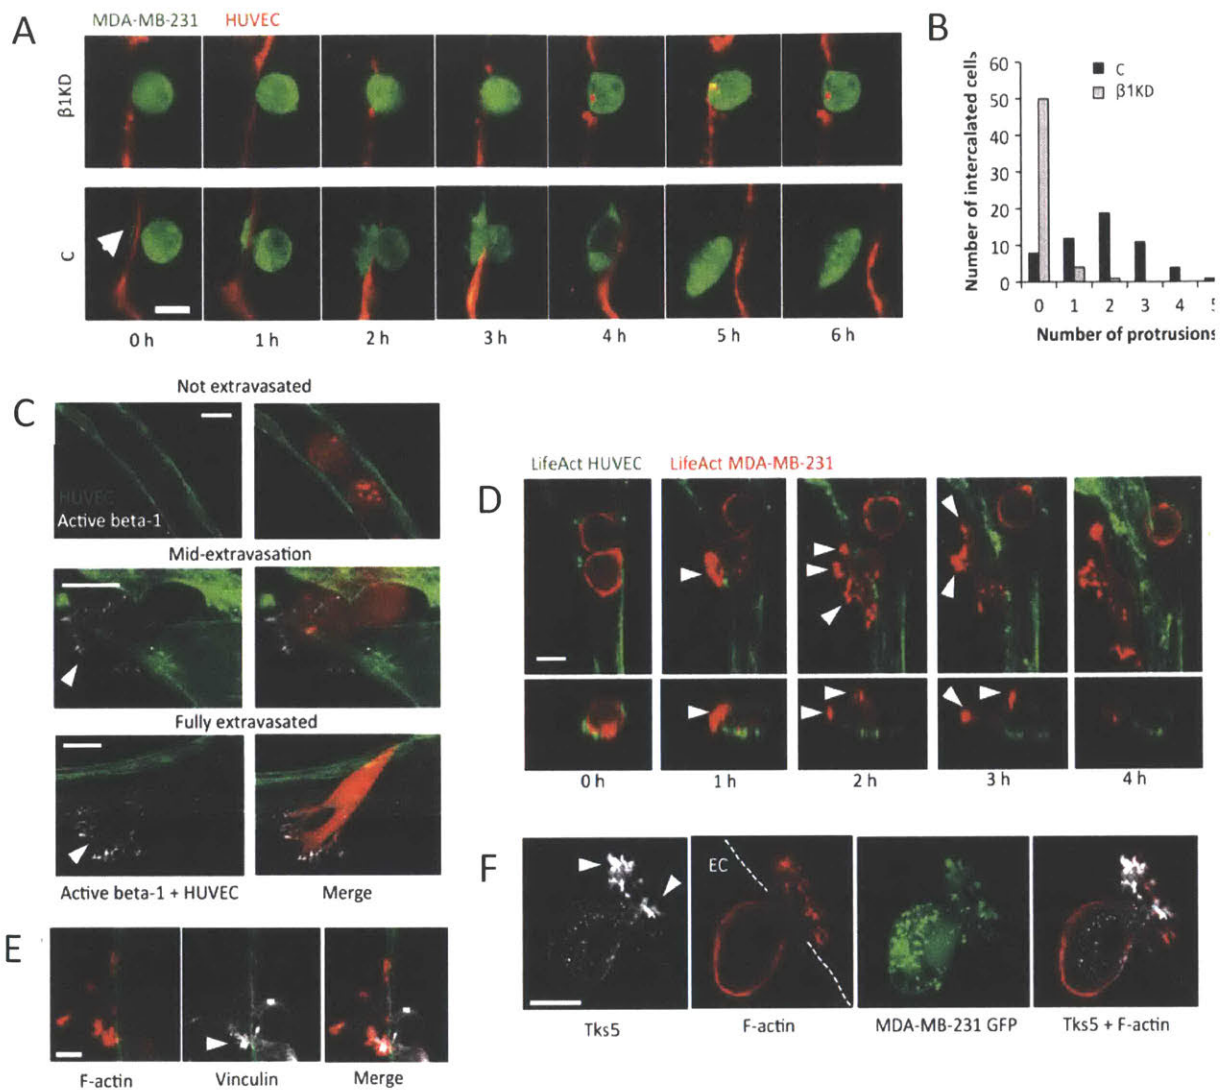 A
MDA-MB-231 HUVEC
β1KD
C
0 h 1 h 2 h 3 h 4 h 5 h 6 h
B
Number of intercalated cells
60
50
40
30
20
10
0
C
β1KD
0 1 2 3 4 5
Number of protrusions
C
Not extravasated
HUVEC
Active beta-1
Mid-extravasation
Fully extravasated
Active beta-1 + HUVEC Merge
D
LifeAct HUVEC LifeAct MDA-MB-231
0 h 1 h 2 h 3 h 4 h
E
F-actin Vinculin Merge
F
EC
Tks5 F-actin MDA-MB-231 GFP Tks5 + F-actin